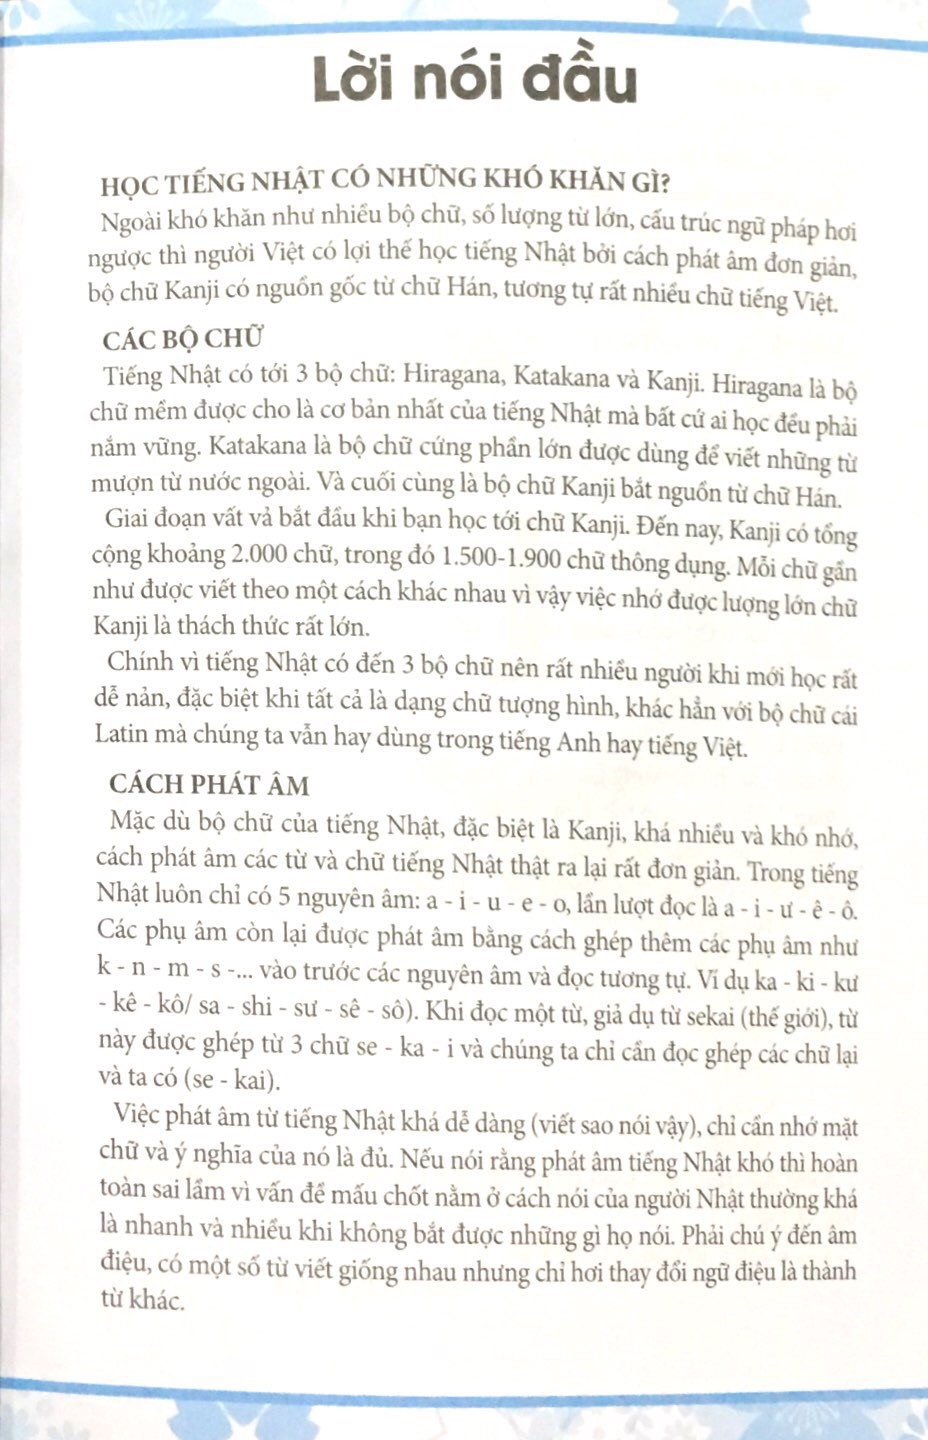 Lời nói đầu
HỌC TIẾNG NHẬT CÓ NHỮNG KHÓ KHĂN GÌ?
Ngoài khó khăn như nhiều bộ chữ, số lượng từ lớn, cấu trúc ngữ pháp hơi
ngược thì người Việt có lợi thế học tiếng Nhật bởi cách phát âm đơn giản,
bộ chữ Kanji có nguồn gốc từ chữ Hán, tương tự rất nhiều chữ tiếng Việt.
CÁC BỘ CHỮ
Tiếng Nhật có tới 3 bộ chữ: Hiragana, Katakana và Kanji. Hiragana là bộ
chữ mềm được cho là cơ bản nhất của tiếng Nhật mà bất cứ ai học đều phải
nắm vững. Katakana là bộ chữ cứng phần lớn được dùng để viết những từ
mượn từ nước ngoài. Và cuối cùng là bộ chữ Kanji bắt nguồn từ chữ Hán.
Giai đoạn vất vả bắt đầu khi bạn học tới chữ Kanji. Đến nay, Kanji có tổng
cộng khoảng 2.000 chữ, trong đó 1.500-1.900 chữ thông dụng. Mỗi chữ gần
như được viết theo một cách khác nhau vì vậy việc nhớ được lượng lớn chữ
Kanji là thách thức rất lớn.
Chính vì tiếng Nhật có đến 3 bộ chữ nên rất nhiều người khi mới học rất
dễ nản, đặc biệt khi tất cả là dạng chữ tượng hình, khác hẳn với bộ chữ cái
Latin mà chúng ta vẫn hay dùng trong tiếng Anh hay tiếng Việt.
CÁCH PHÁT ÂM
Mặc dù bộ chữ của tiếng Nhật, đặc biệt là Kanji, khá nhiều và khó nhớ,
cách phát âm các từ và chữ tiếng Nhật thật ra lại rất đơn giản. Trong tiếng
Nhật luôn chỉ có 5 nguyên âm: a - i - u - e - o, lần lượt đọc là a - i - ư - ê - ô.
Các phụ âm còn lại được phát âm bằng cách ghép thêm các phụ âm như
k - n - m - s -... vào trước các nguyên âm và đọc tương tự. Ví dụ ka - ki - kư
- kê - kô/ sa - shi - sư - sê - sô). Khi đọc một từ, giả dụ từ sekai (thế giới), từ
này được ghép từ 3 chữ se - ka - i và chúng ta chỉ cần đọc ghép các chữ lại
và ta có (se - kai).
Việc phát âm từ tiếng Nhật khá dễ dàng (viết sao nói vậy), chỉ cần nhớ mặt
chữ và ý nghĩa của nó là đủ. Nếu nói rằng phát âm tiếng Nhật khó thì hoàn
toàn sai lầm vì vấn đề mấu chốt nằm ở cách nói của người Nhật thường khá
là nhanh và nhiều khi không bắt được những gì họ nói. Phải chú ý đến âm
điệu, có một số từ viết giống nhau nhưng chỉ hơi thay đổi ngữ điệu là thành
từ khác.